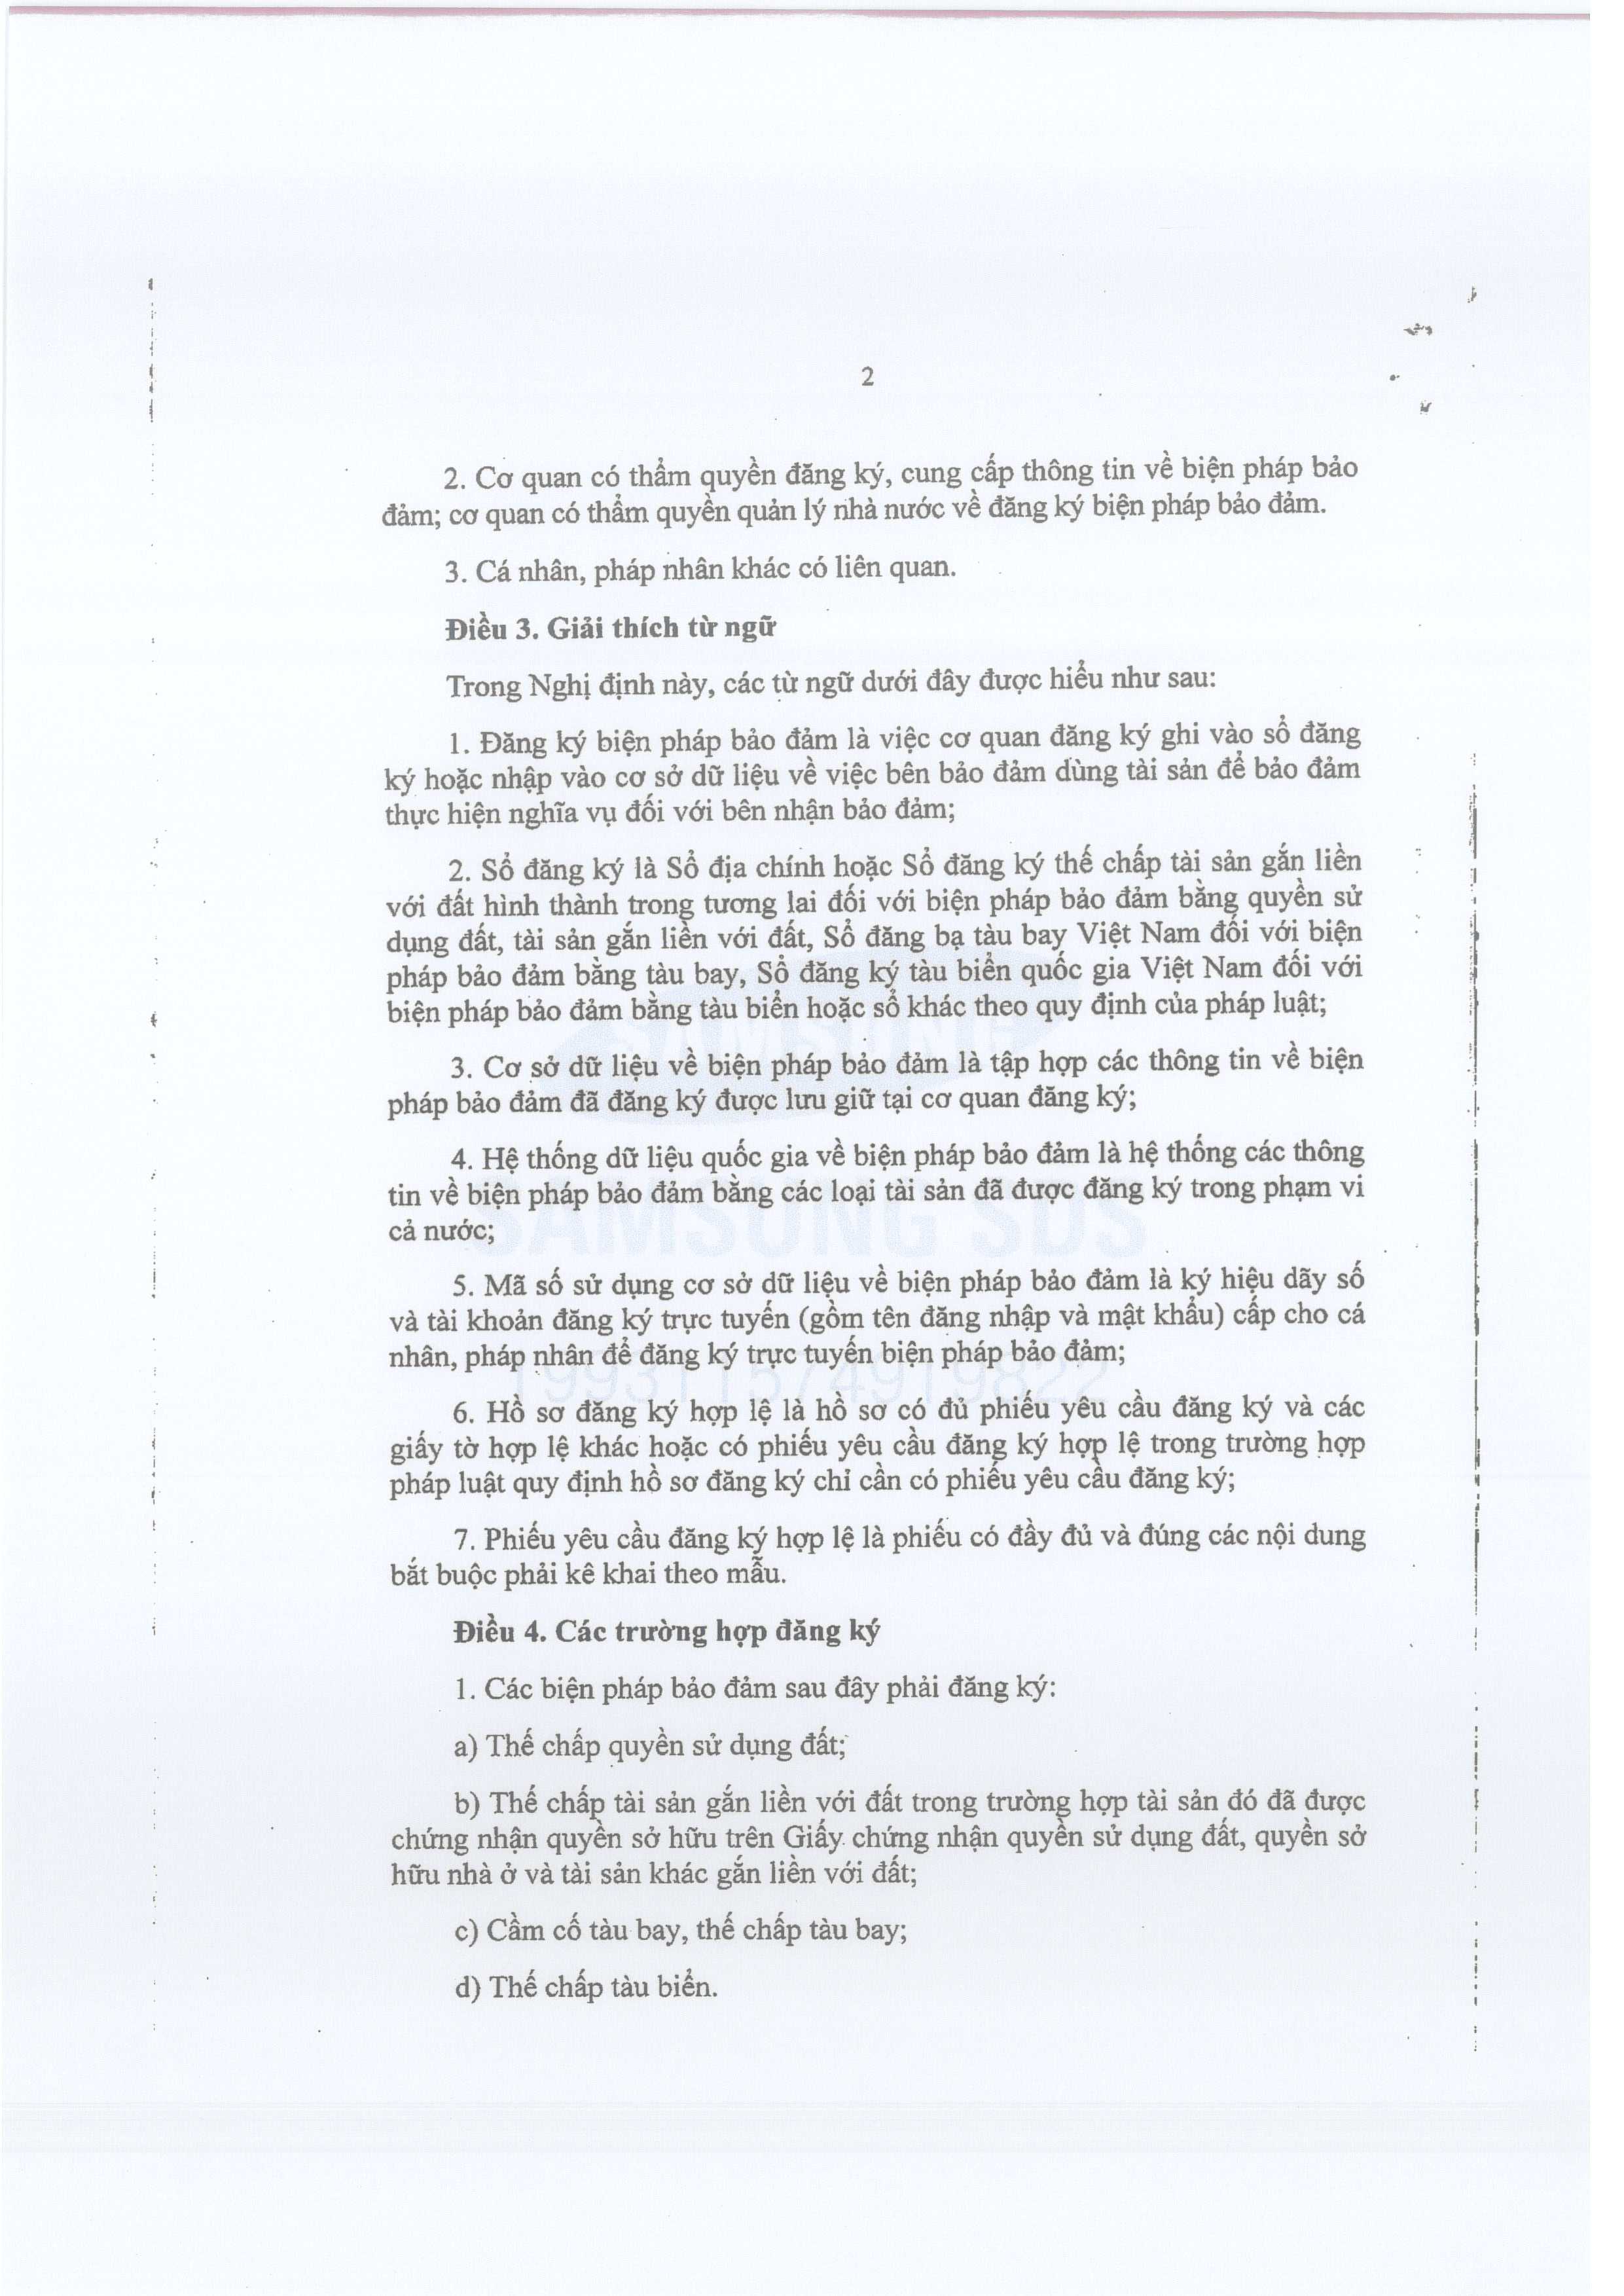 2
2. Cơ quan có thẩm quyền đăng ký, cung cấp thông tin về biện pháp bảo
đảm; cơ quan có thẩm quyền quản lý nhà nước về đăng ký biện pháp bảo đảm.
3. Cá nhân, pháp nhân khác có liên quan.
Điều 3. Giải thích từ ngữ
Trong Nghị định này, các từ ngữ dưới đây được hiểu như sau:
1. Đăng ký biện pháp bảo đảm là việc cơ quan đăng ký ghi vào sổ đăng
ký hoặc nhập vào cơ sở dữ liệu về việc bên bảo đảm dùng tài sản để bảo đảm
thực hiện nghĩa vụ đối với bên nhận bảo đảm;
2. Sổ đăng ký là Sổ địa chính hoặc Sổ đăng ký thế chấp tài sản gắn liền
với đất hình thành trong tương lai đối với biện pháp bảo đảm bằng quyền sử
dụng đất, tài sản gắn liền với đất, Sổ đăng bạ tàu bay Việt Nam đối với biện
pháp bảo đảm bằng tàu bay, Sổ đăng ký tàu biển quốc gia Việt Nam đối với
biện pháp bảo đảm bằng tàu biển hoặc sổ khác theo quy định của pháp luật;
SAMSUNG
3. Cơ sở dữ liệu về biện pháp bảo đảm là tập hợp các thông tin về biện
pháp bảo đảm đã đăng ký được lưu giữ tại cơ quan đăng ký;
4. Hệ thống dữ liệu quốc gia về biện pháp bảo đảm là hệ thống các thông
tin về biện pháp bảo đảm bằng các loại tài sản đã được đăng ký trong phạm vi
cả nước;
SAMSUNG SDS
5. Mã số sử dụng cơ sở dữ liệu về biện pháp bảo đảm là ký hiệu dãy số
và tài khoản đăng ký trực tuyến (gồm tên đăng nhập và mật khẩu) cấp cho cá
nhân, pháp nhân để đăng ký trực tuyến biện pháp bảo đảm;
199311574919822
6. Hồ sơ đăng ký hợp lệ là hồ sơ có đủ phiếu yêu cầu đăng ký và các
giấy tờ hợp lệ khác hoặc có phiếu yêu cầu đăng ký hợp lệ trong trường hợp
pháp luật quy định hồ sơ đăng ký chỉ cần có phiếu yêu cầu đăng ký;
7. Phiếu yêu cầu đăng ký hợp lệ là phiếu có đầy đủ và đúng các nội dung
bắt buộc phải kê khai theo mẫu.
Điều 4. Các trường hợp đăng ký
1. Các biện pháp bảo đảm sau đây phải đăng ký:
a) Thế chấp quyền sử dụng đất;
b) Thế chấp tài sản gắn liền với đất trong trường hợp tài sản đó đã được
chứng nhận quyền sở hữu trên Giấy chứng nhận quyền sử dụng đất, quyền sở
hữu nhà ở và tài sản khác gắn liền với đất;
c) Cầm cố tàu bay, thế chấp tàu bay;
d) Thế chấp tàu biển.